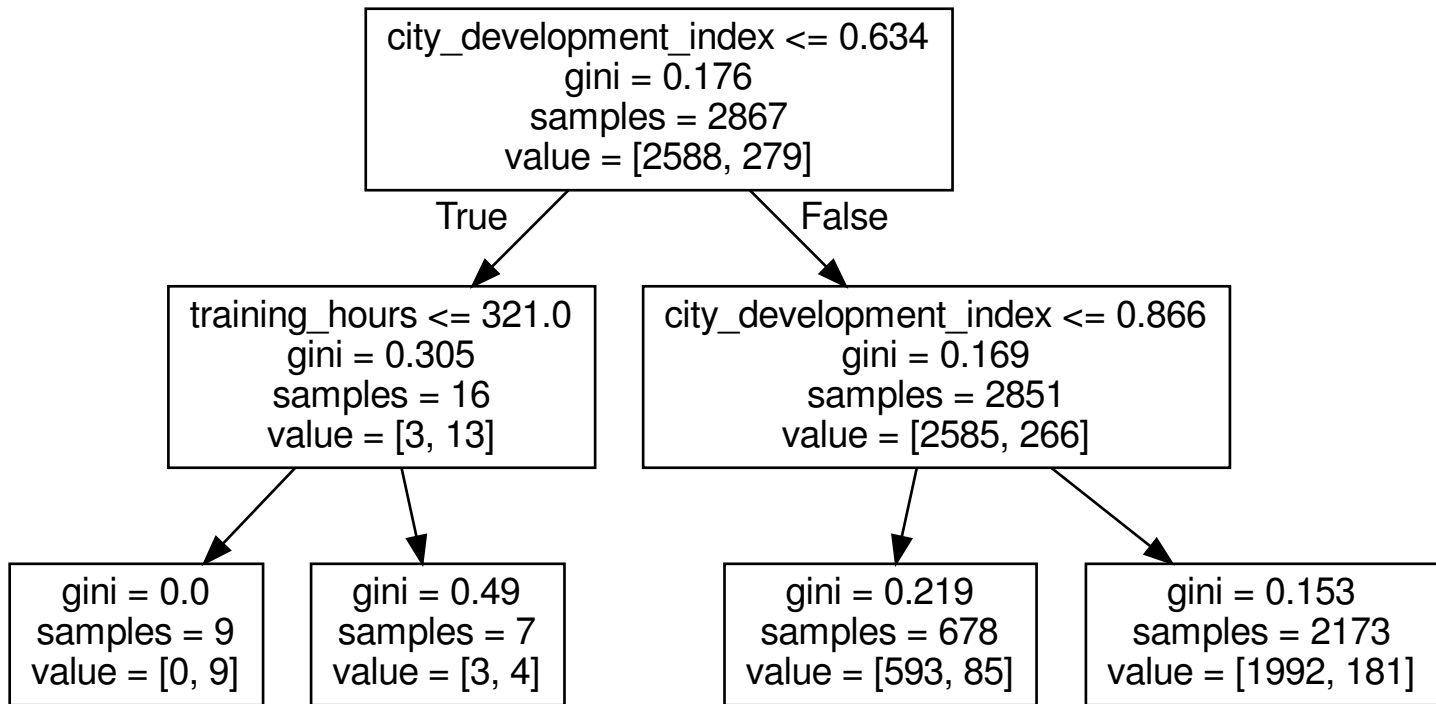 city_development_index <= 0.634
gini = 0.176
samples = 2867
value = [2588, 279]
True
False
training_hours <= 321.0
gini = 0.305
samples = 16
value = [3, 13]
city_development_index <= 0.866
gini = 0.169
samples = 2851
value = [2585, 266]
gini = 0.0
samples = 9
value = [0, 9]
gini = 0.49
samples = 7
value = [3, 4]
gini = 0.219
samples = 678
value = [593, 85]
gini = 0.153
samples = 2173
value = [1992, 181]